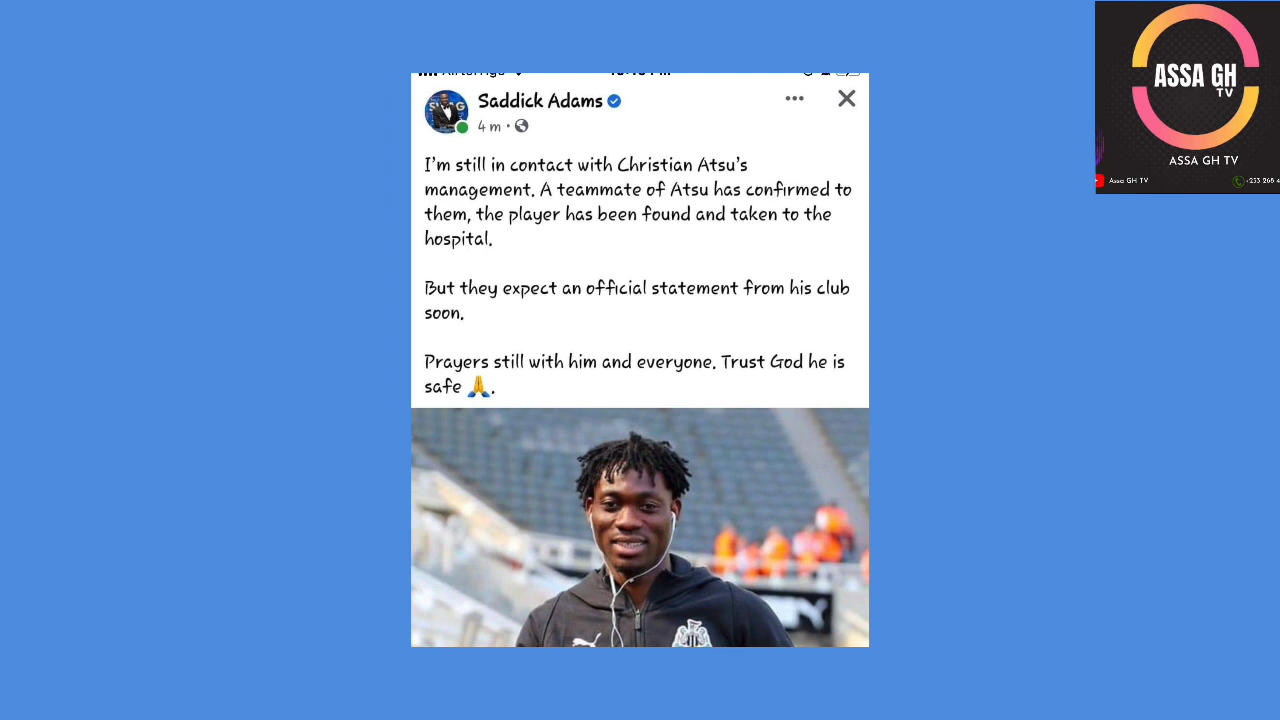 ASSA GH
TV
ASSA GH TV
Assa GH TV
Saddick Adams
4 m
I'm still in contact with Christian Atsu's
management. A teammate of Atsu has confirmed to
them, the player has been found and taken to the
hospital.
But they expect an official statement from his club
soon.
Prayers still with him and everyone. Trust God he is
safe 🙏.